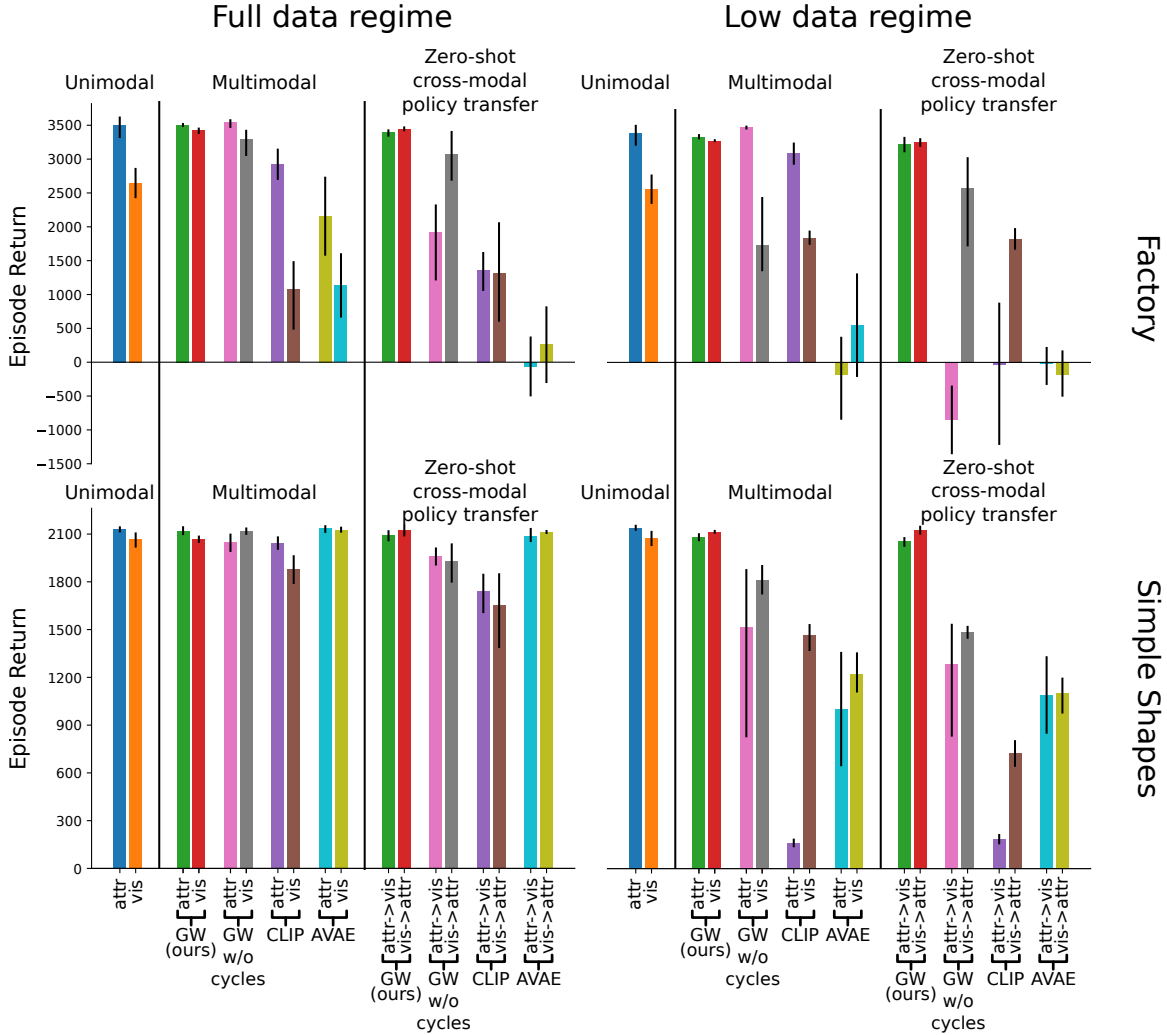 Full data regime
Low data regime
Unimodal
Multimodal
Zero-shot
cross-modal
policy transfer
Unimodal
Multimodal
Zero-shot
cross-modal
policy transfer
Episode Return
3500
3000
2500
2000
1500
1000
500
0
−500
−1000
−1500
Factory
Unimodal
Multimodal
Zero-shot
cross-modal
policy transfer
Unimodal
Multimodal
Zero-shot
cross-modal
policy transfer
Episode Return
2100
1800
1500
1200
900
600
300
0
Simple Shapes
attr
vis
attr
vis
GW
(ours)
attr
vis
GW
w/o
cycles
attr
vis
CLIP
attr
vis
AVAE
attr->vis
vis->attr
GW
(ours)
attr->vis
vis->attr
GW
w/o
cycles
attr->vis
vis->attr
CLIP
attr->vis
vis->attr
AVAE
attr
vis
attr
vis
GW
(ours)
attr
vis
GW
w/o
cycles
attr
vis
CLIP
attr
vis
AVAE
attr->vis
vis->attr
GW
(ours)
attr->vis
vis->attr
GW
w/o
cycles
attr->vis
vis->attr
CLIP
attr->vis
vis->attr
AVAE